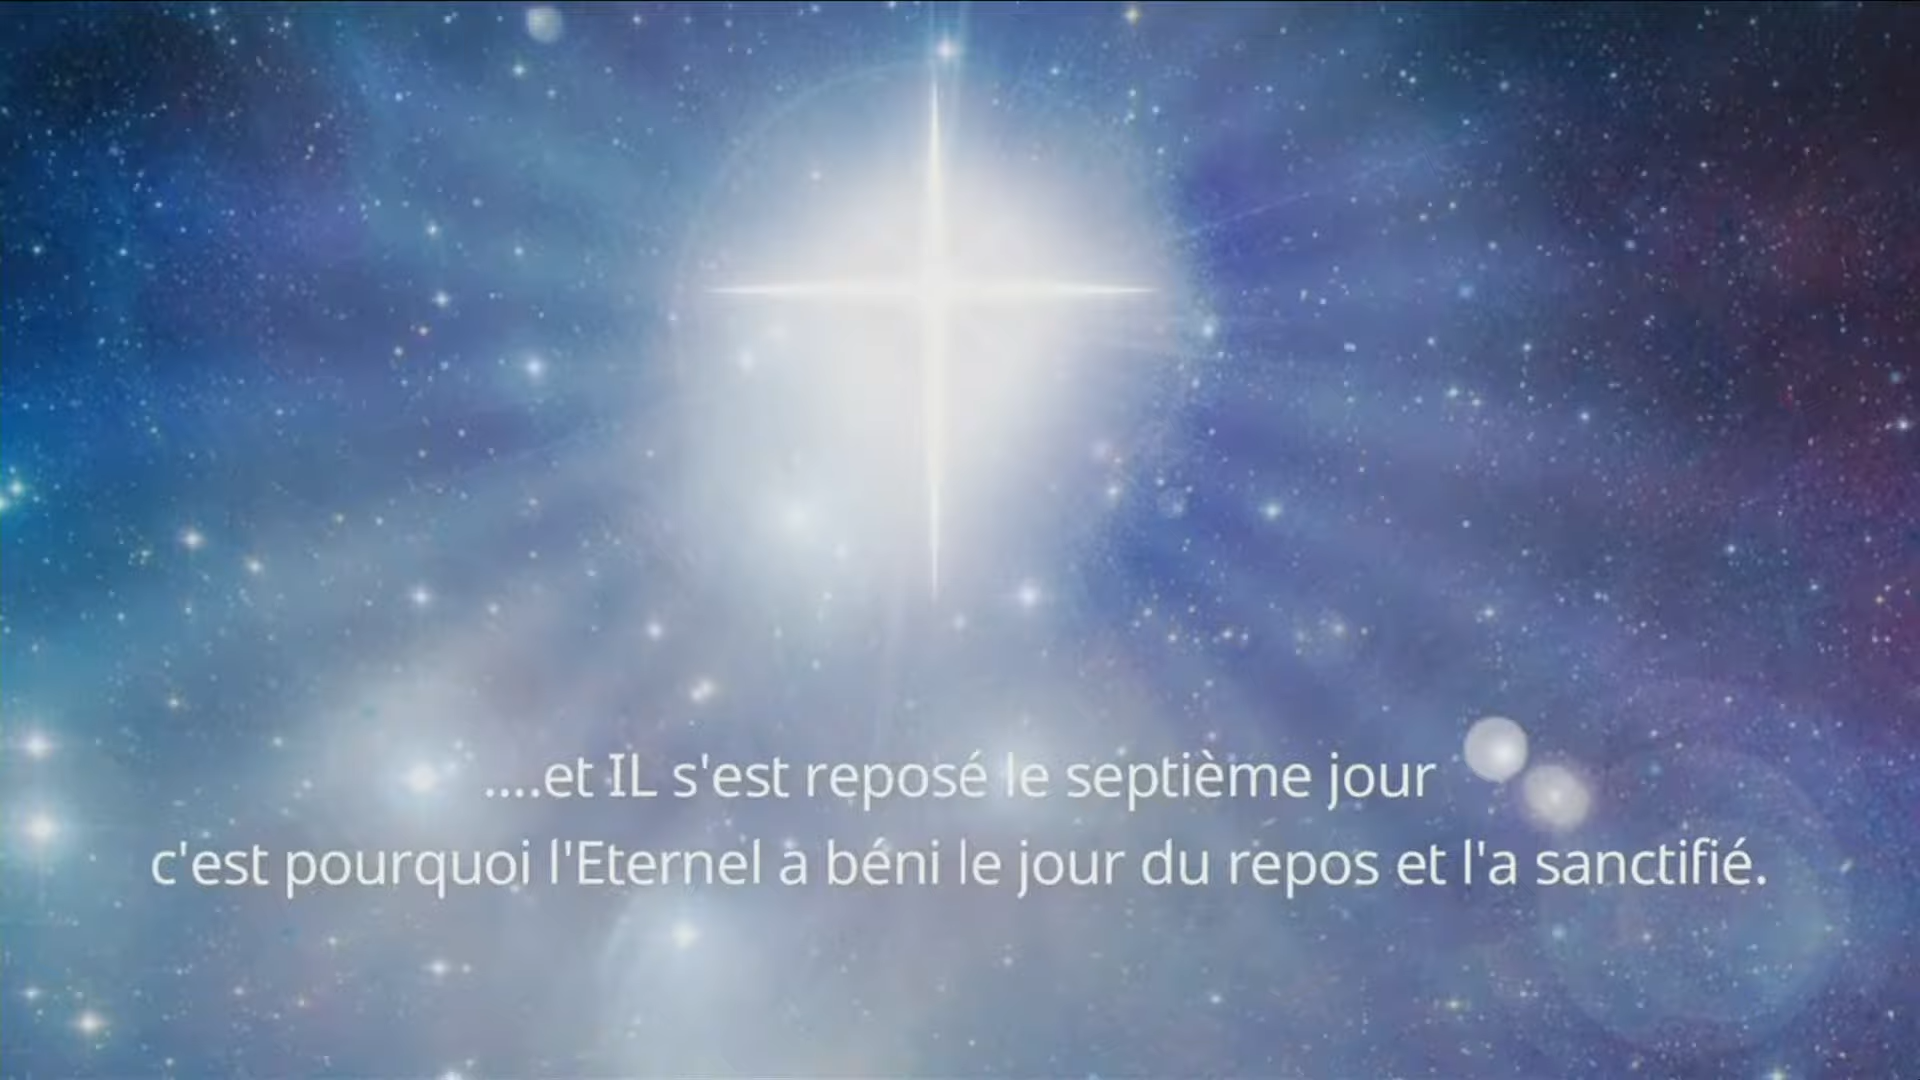 ....et IL s'est reposé le septième jour
c'est pourquoi l'Eternel a béni le jour du repos et l'a sanctifié.